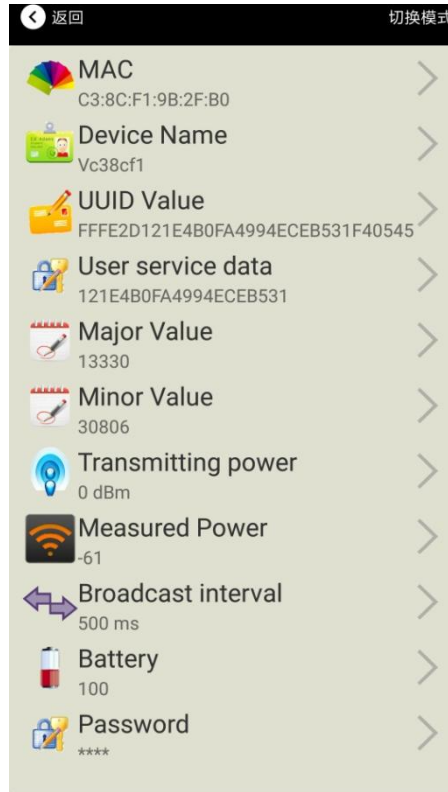 返回 切换模式
MAC
C3:8C:F1:9B:2F:B0
Device Name
Vc38cf1
UUID Value
FFFE2D121E4B0FA4994ECEB531F40545
User service data
121E4B0FA4994ECEB531
Major Value
13330
Minor Value
30806
Transmitting power
0 dBm
Measured Power
-61
Broadcast interval
500 ms
Battery
100
Password
****